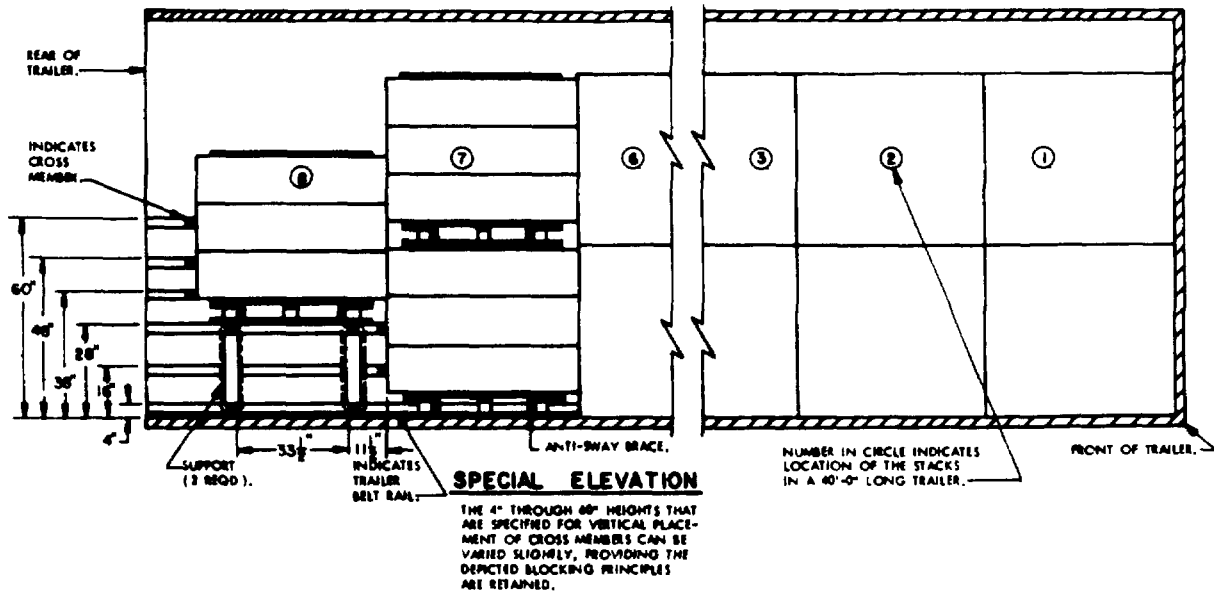 REAR OF
TRAILER.
INDICATES
CROSS
MEMBER.
8
7
6
3
2
1
60"
48"
36"
28"
4"
33½"
11½"
SUPPORT
(2 REQD).
INDICATES
TRAILER
BELT RAIL.
ANTI-SWAY BRACE.
NUMBER IN CIRCLE INDICATES
LOCATION OF THE STACKS
IN A 40'-0" LONG TRAILER.
FRONT OF TRAILER.
SPECIAL ELEVATION
THE 4" THROUGH 60" HEIGHTS THAT
ARE SPECIFIED FOR VERTICAL PLACE-
MENT OF CROSS MEMBERS CAN BE
VARIED SLIGHTLY, PROVIDING THE
DEPICTED BLOCKING PRINCIPLES
ARE RETAINED.